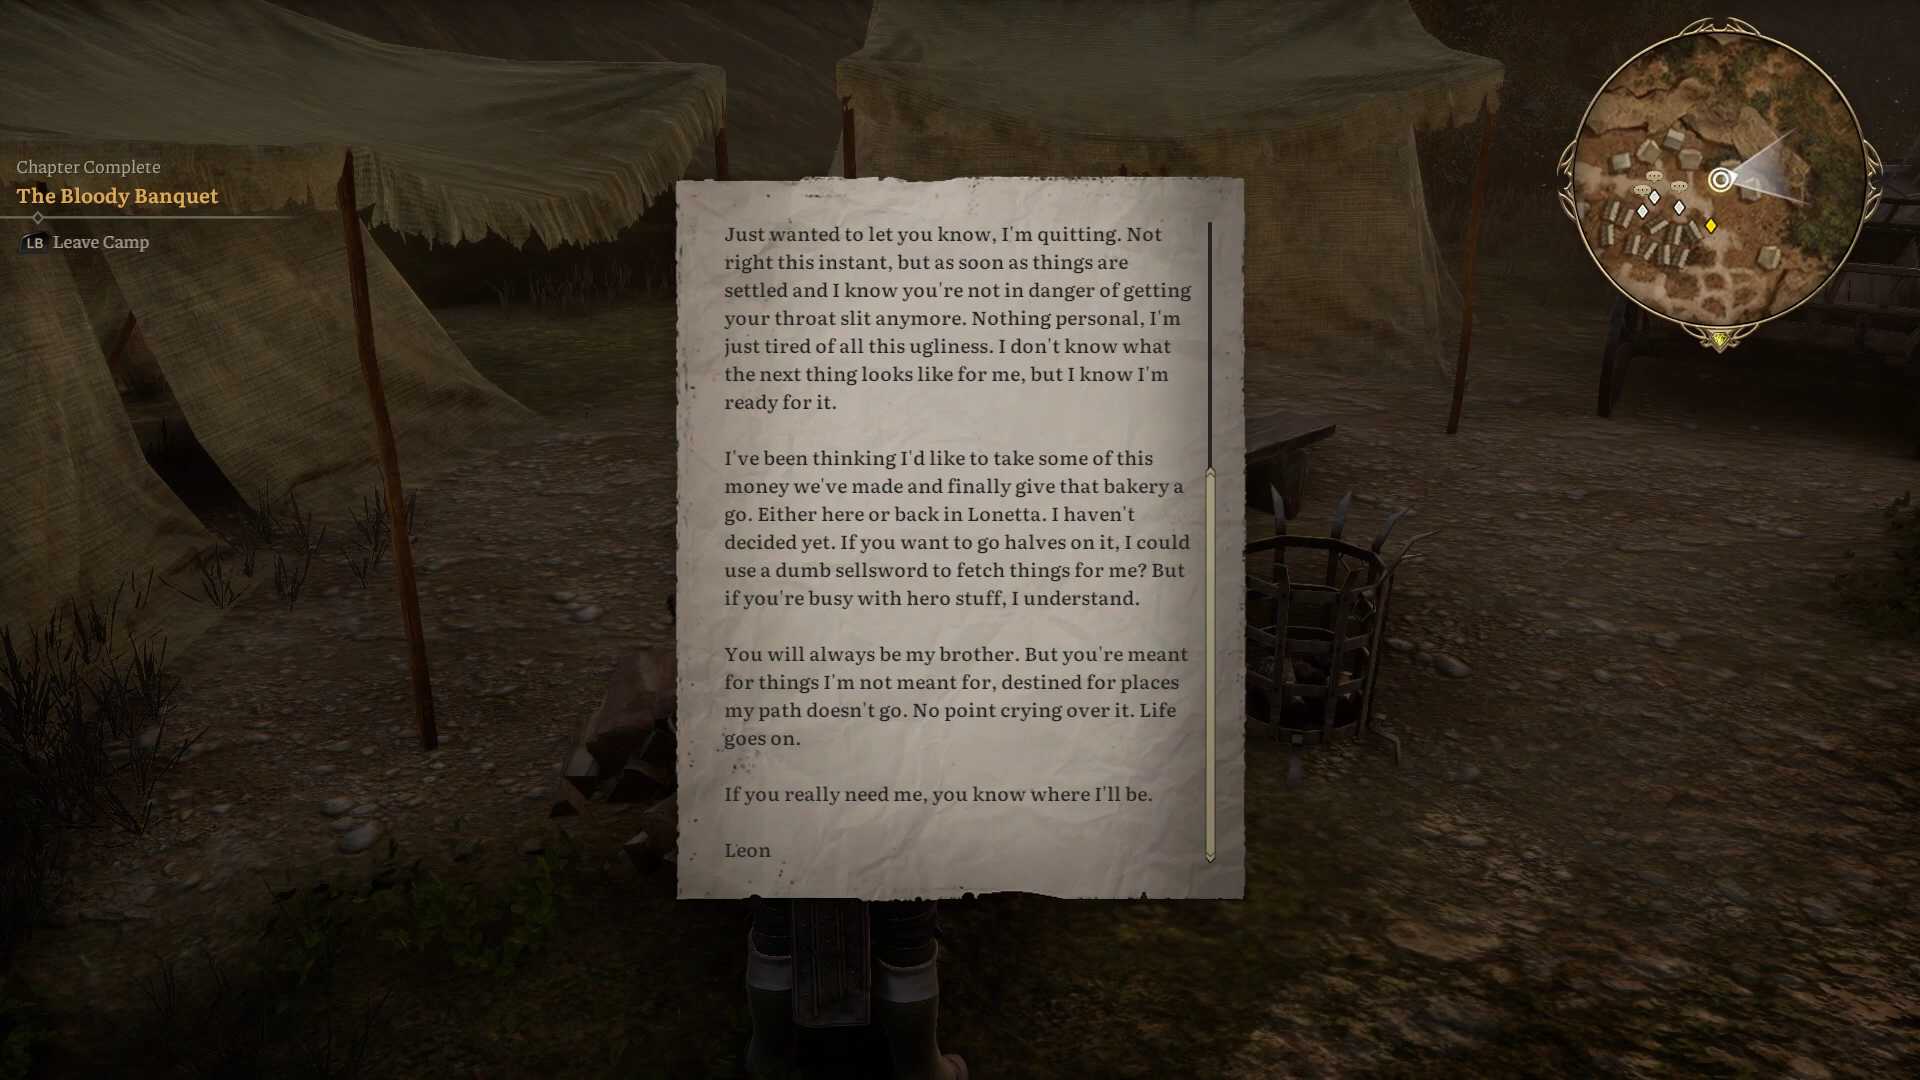 Chapter Complete
The Bloody Banquet
LB Leave Camp
Just wanted to let you know, I'm quitting. Not
right this instant, but as soon as things are
settled and I know you're not in danger of getting
your throat slit anymore. Nothing personal, I'm
just tired of all this ugliness. I don't know what
the next thing looks like for me, but I know I'm
ready for it.
I've been thinking I'd like to take some of this
money we've made and finally give that bakery a
go. Either here or back in Lonetta. I haven't
decided yet. If you want to go halves on it, I could
use a dumb sellsword to fetch things for me? But
if you're busy with hero stuff, I understand.
You will always be my brother. But you're meant
for things I'm not meant for, destined for places
my path doesn't go. No point crying over it. Life
goes on.
If you really need me, you know where I'll be.
Leon